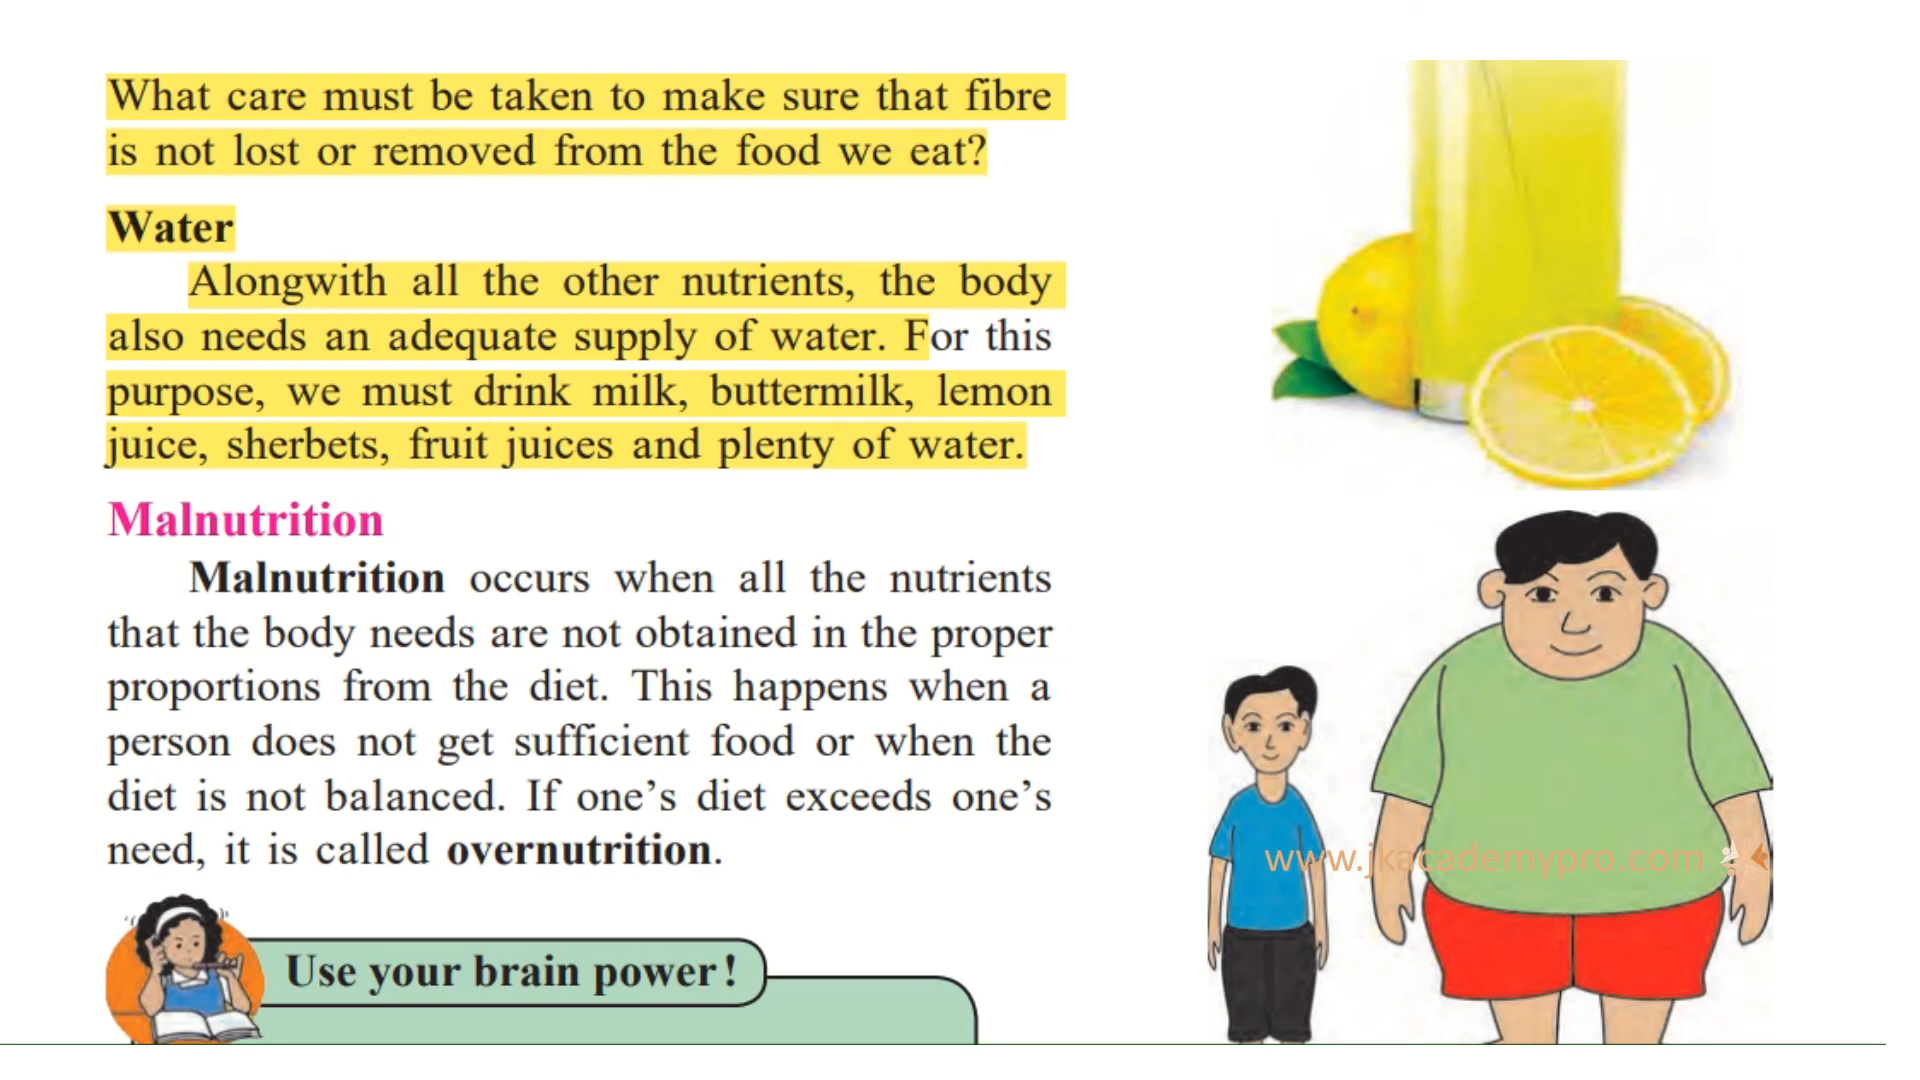 What care must be taken to make sure that fibre
is not lost or removed from the food we eat?
Water
Alongwith all the other nutrients, the body
also needs an adequate supply of water. For this
purpose, we must drink milk, buttermilk, lemon
juice, sherbets, fruit juices and plenty of water.
Malnutrition
Malnutrition occurs when all the nutrients
that the body needs are not obtained in the proper
proportions from the diet. This happens when a
person does not get sufficient food or when the
diet is not balanced. If one’s diet exceeds one’s
need, it is called overnutrition.
www.jkacademypro.com
Use your brain power!